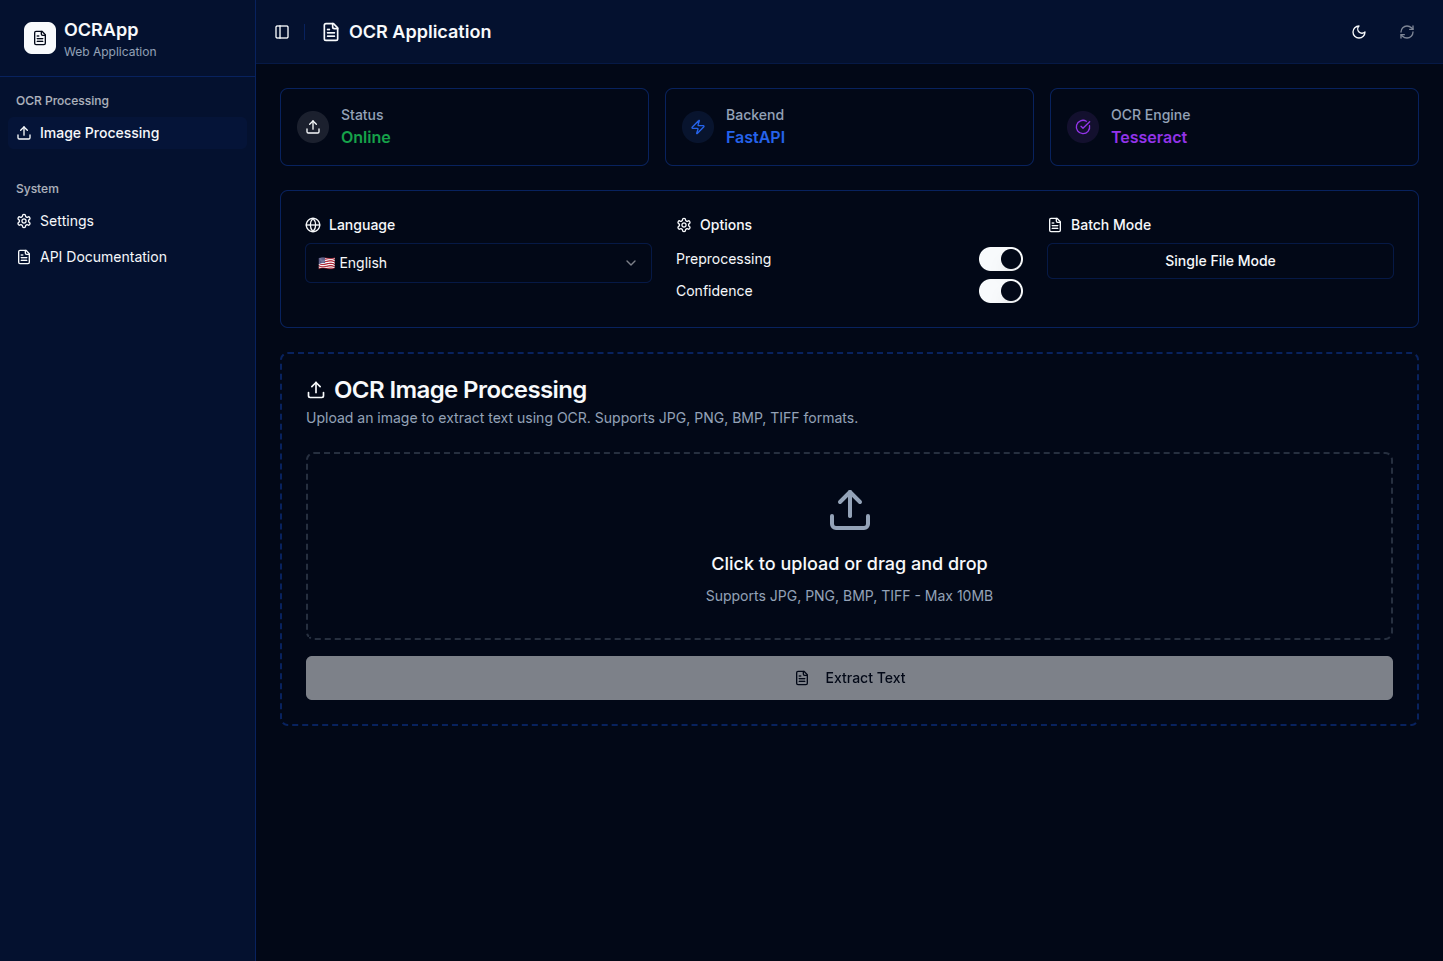 OCRApp
Web Application
OCR Processing
Image Processing
System
Settings
API Documentation
OCR Application
Status
Online
Backend
FastAPI
OCR Engine
Tesseract
Language
🇺🇸 English
Options
Preprocessing
Confidence
Batch Mode
Single File Mode
OCR Image Processing
Upload an image to extract text using OCR. Supports JPG, PNG, BMP, TIFF formats.
Click to upload or drag and drop
Supports JPG, PNG, BMP, TIFF - Max 10MB
Extract Text